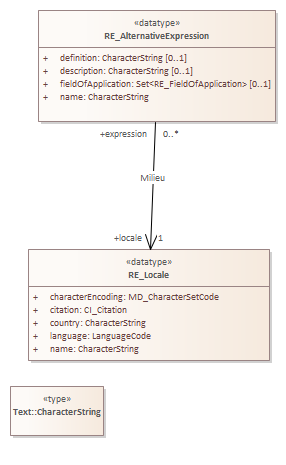 «datatype»
RE_AlternativeExpression
+ definition: CharacterString [0..1]
+ description: CharacterString [0..1]
+ fieldOfApplication: Set<RE_FieldOfApplication> [0..1]
+ name: CharacterString
+expression 0..*
Milieu
+locale 1
«datatype»
RE_Locale
+ characterEncoding: MD_CharacterSetCode
+ citation: CI_Citation
+ country: CharacterString
+ language: LanguageCode
+ name: CharacterString
«type»
Text::CharacterString